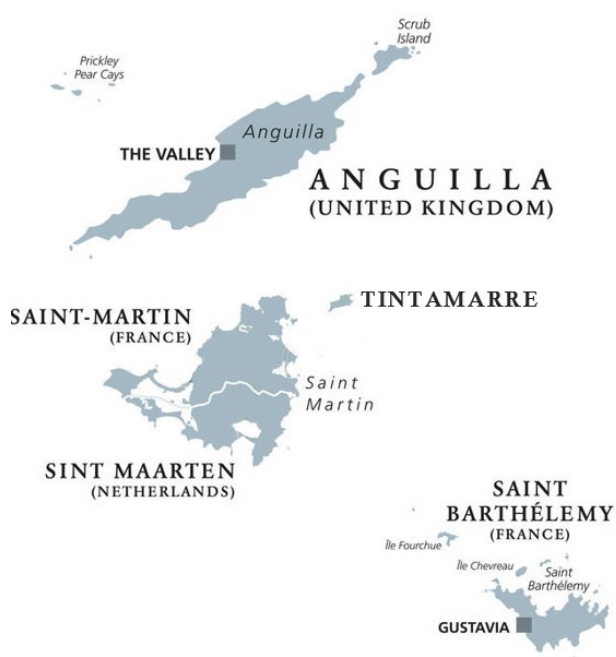 Scrub
Island
Prickley
Pear Cays
Anguilla
THE VALLEY
ANGUILLA
(UNITED KINGDOM)
TINTAMARRE
SAINT-MARTIN
(FRANCE)
Saint
Martin
SINT MAARTEN
(NETHERLANDS)
SAINT
BARTHÉLEMY
(FRANCE)
Île Fourchue
Île Chevreau
Saint
Barthélemy
GUSTAVIA